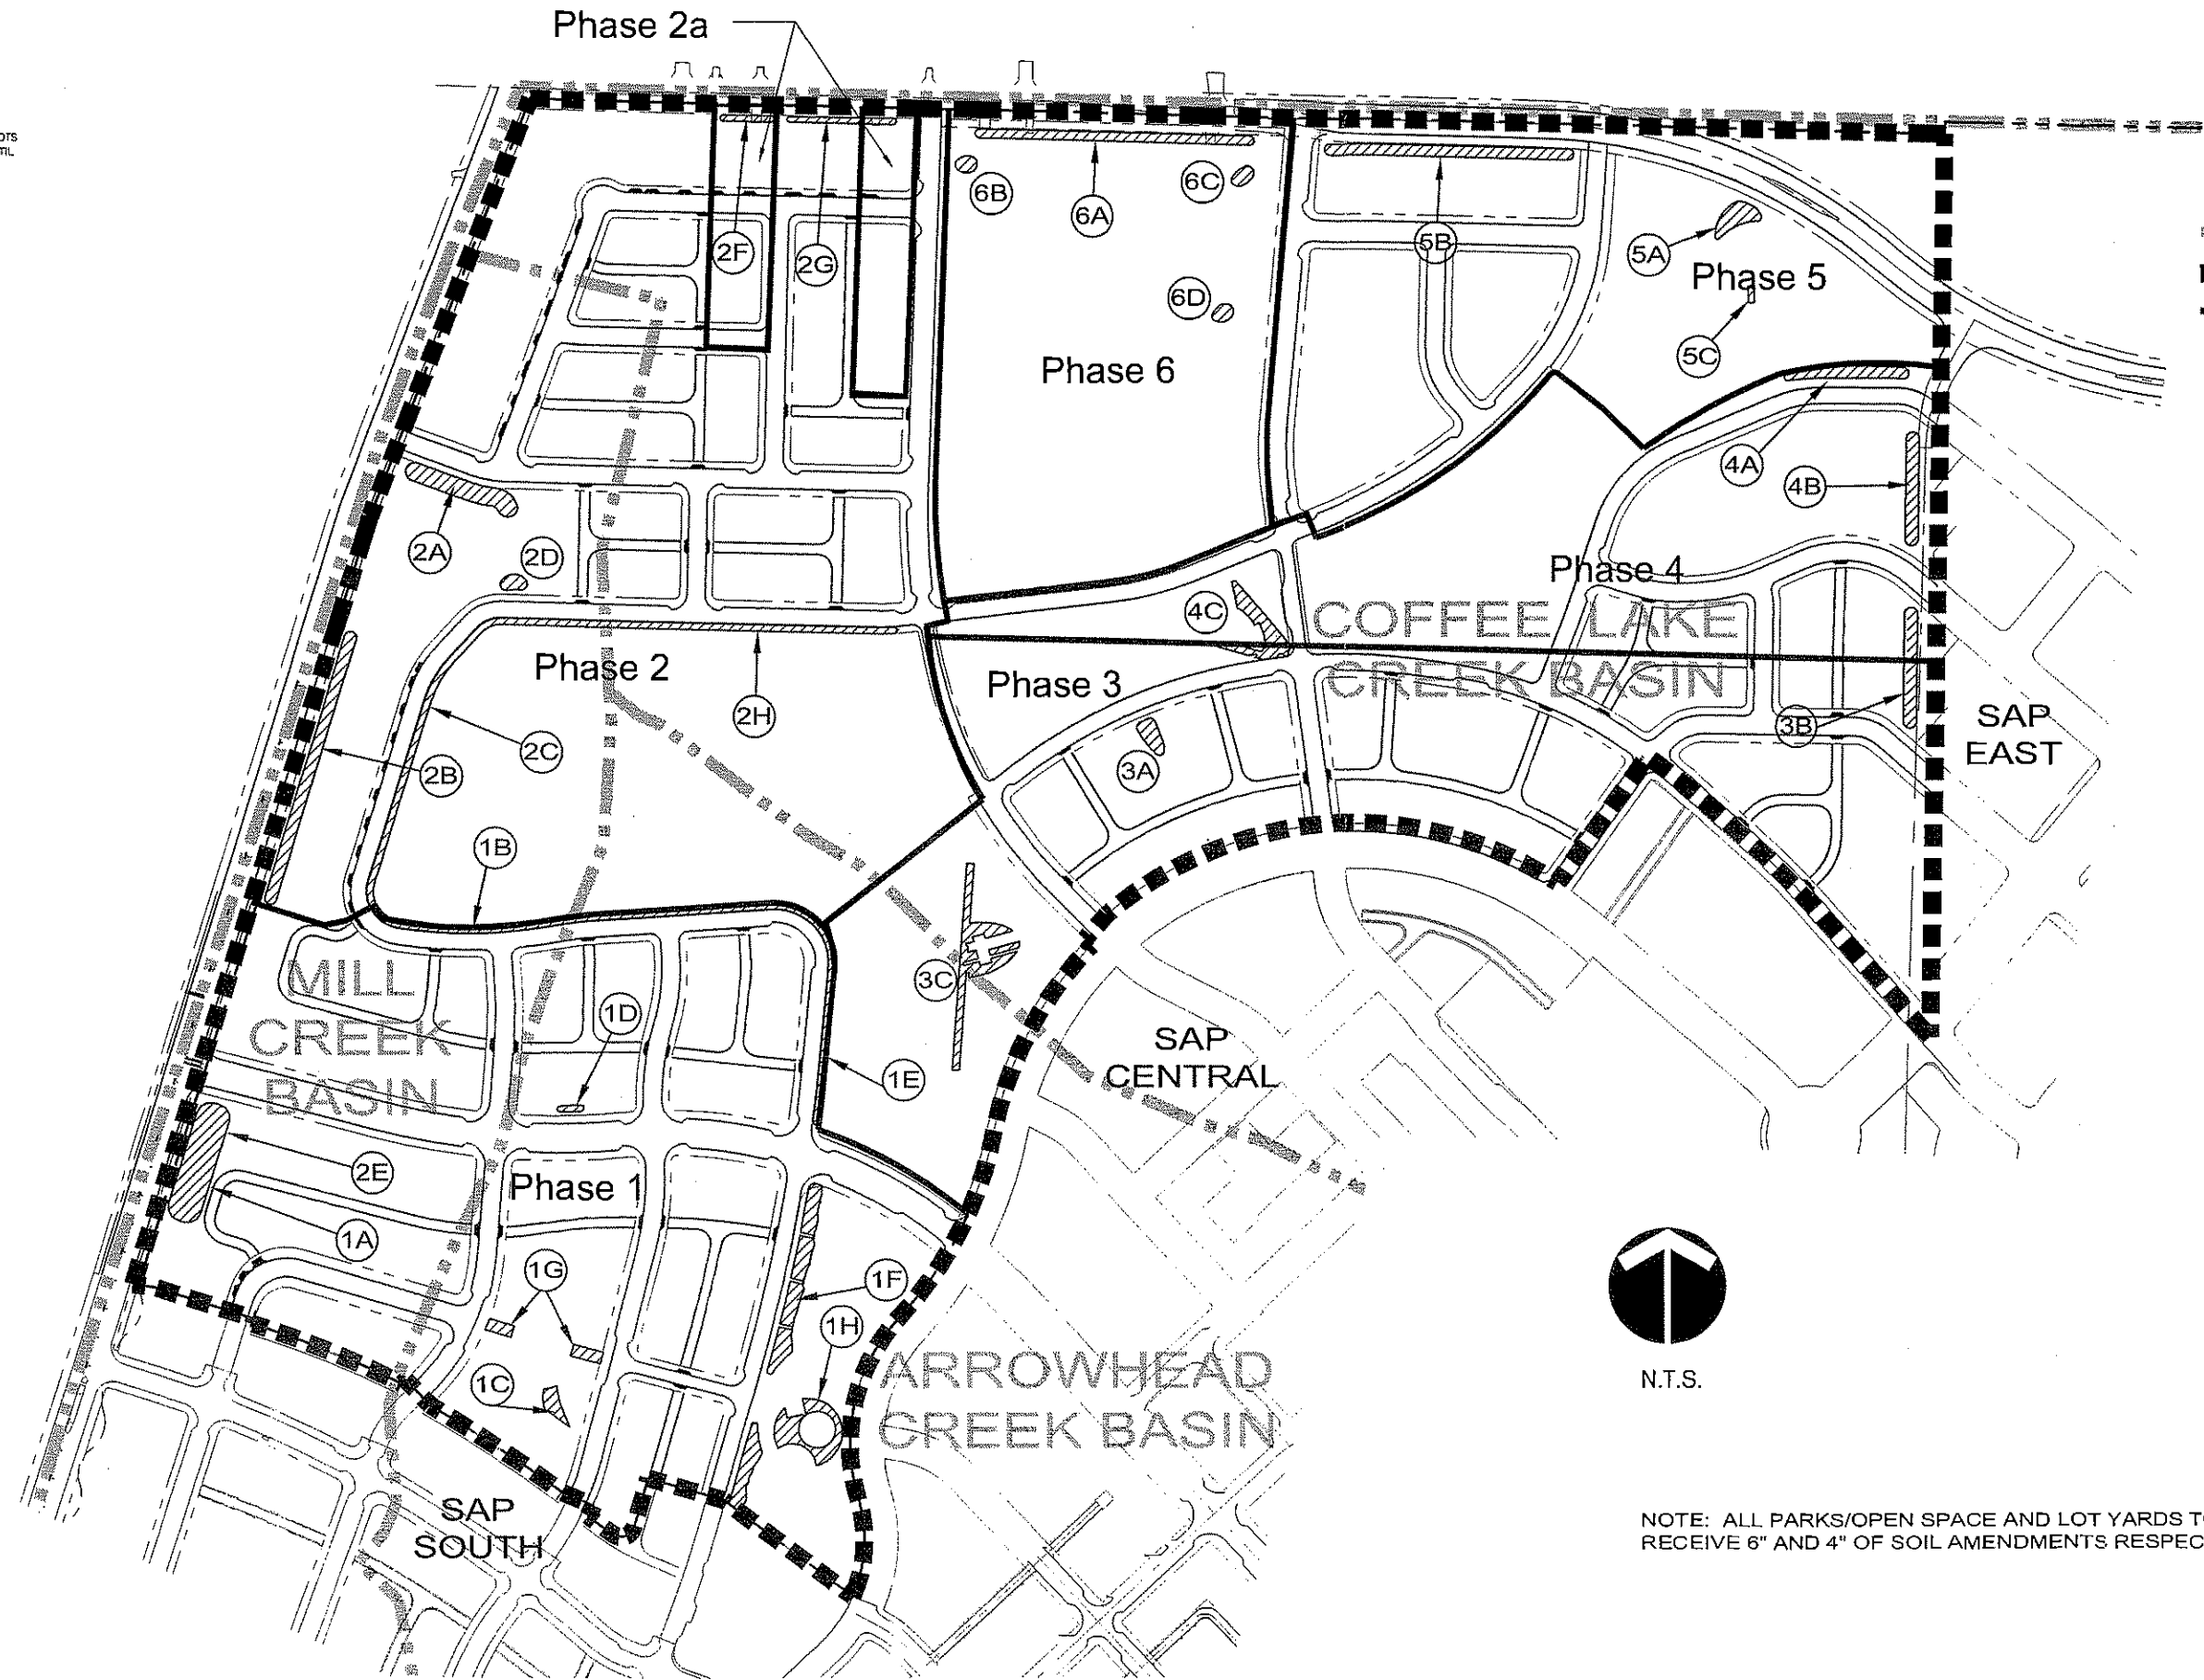 Phase 2a
OTS
TIL
6B
6A
6C
2F
2G
5B
5A
Phase 5
6D
5C
Phase 6
4A
4B
2A
2D
Phase 4
4C
COFFEE LAKE
CREEK BASIN
Phase 2
Phase 3
2H
2C
2B
3A
3B
SAP
EAST
1B
3C
MILL
CREEK
BASIN
1D
SAP
CENTRAL
1E
2E
Phase 1
1A
1G
1F
1H
1C
ARROWHEAD
CREEK BASIN
N.T.S.
SAP
SOUTH
NOTE: ALL PARKS/OPEN SPACE AND LOT YARDS T
RECEIVE 6" AND 4" OF SOIL AMENDMENTS RESPEC